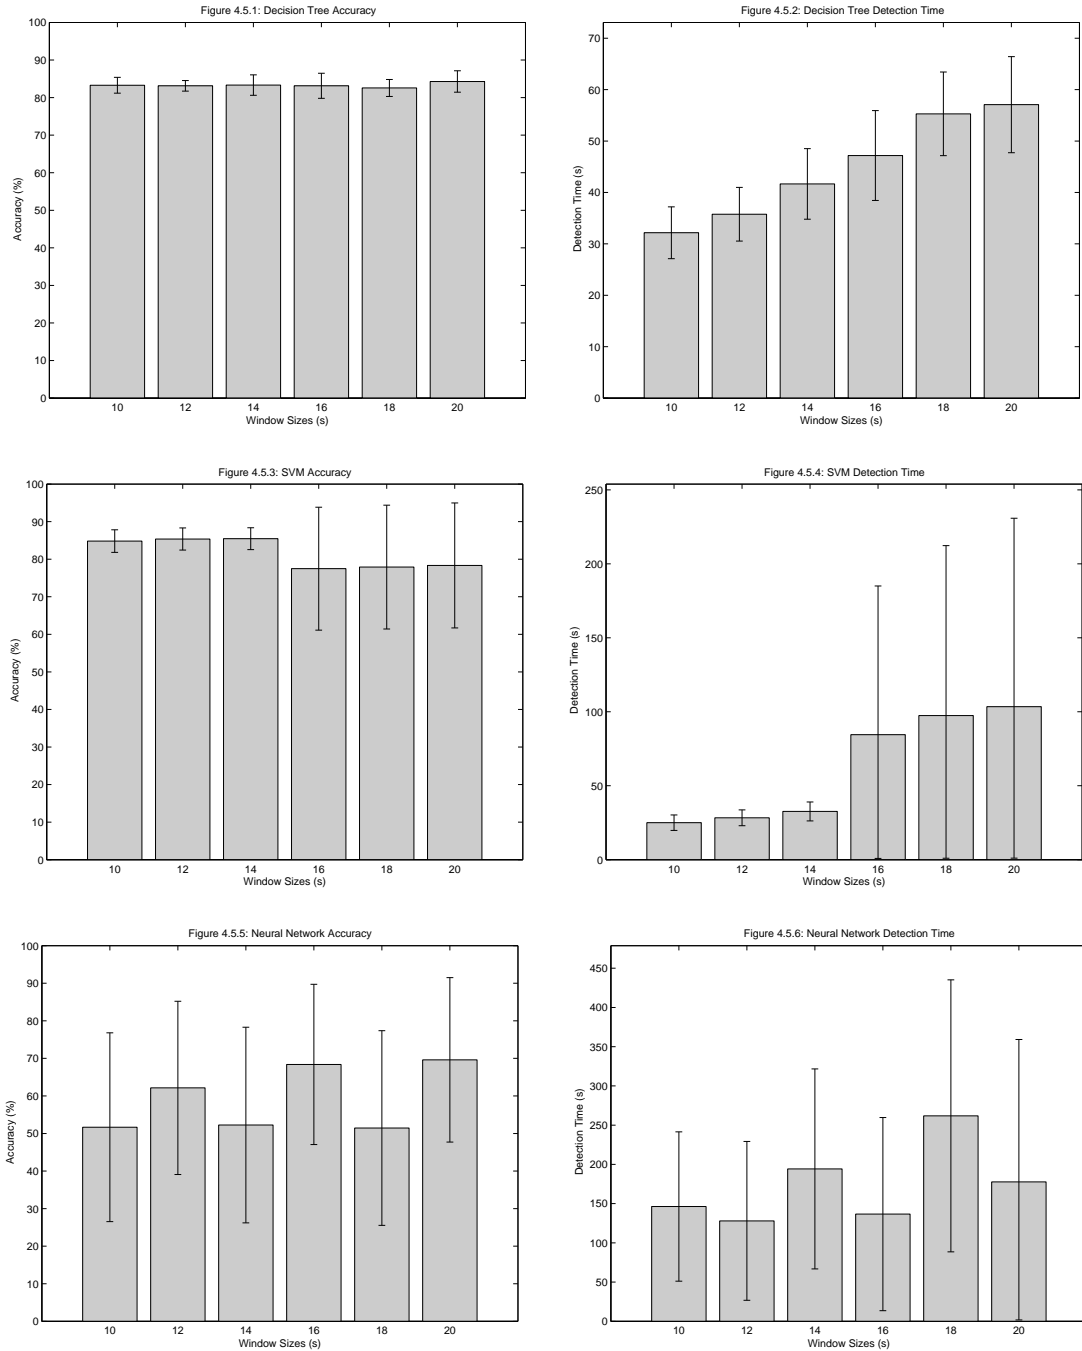 Figure 4.5.1: Decision Tree Accuracy
100
90
80
70
60
50
40
30
20
10
0
Accuracy (%)
10 12 14 16 18 20
Window Sizes (s)
Figure 4.5.2: Decision Tree Detection Time
70
60
50
40
30
20
10
0
Detection Time (s)
10 12 14 16 18 20
Window Sizes (s)
Figure 4.5.3: SVM Accuracy
100
90
80
70
60
50
40
30
20
10
0
Accuracy (%)
10 12 14 16 18 20
Window Sizes (s)
Figure 4.5.4: SVM Detection Time
250
200
150
100
50
0
Detection Time (s)
10 12 14 16 18 20
Window Sizes (s)
Figure 4.5.5: Neural Network Accuracy
100
90
80
70
60
50
40
30
20
10
0
Accuracy (%)
10 12 14 16 18 20
Window Sizes (s)
Figure 4.5.6: Neural Network Detection Time
450
400
350
300
250
200
150
100
50
0
Detection Time (s)
10 12 14 16 18 20
Window Sizes (s)